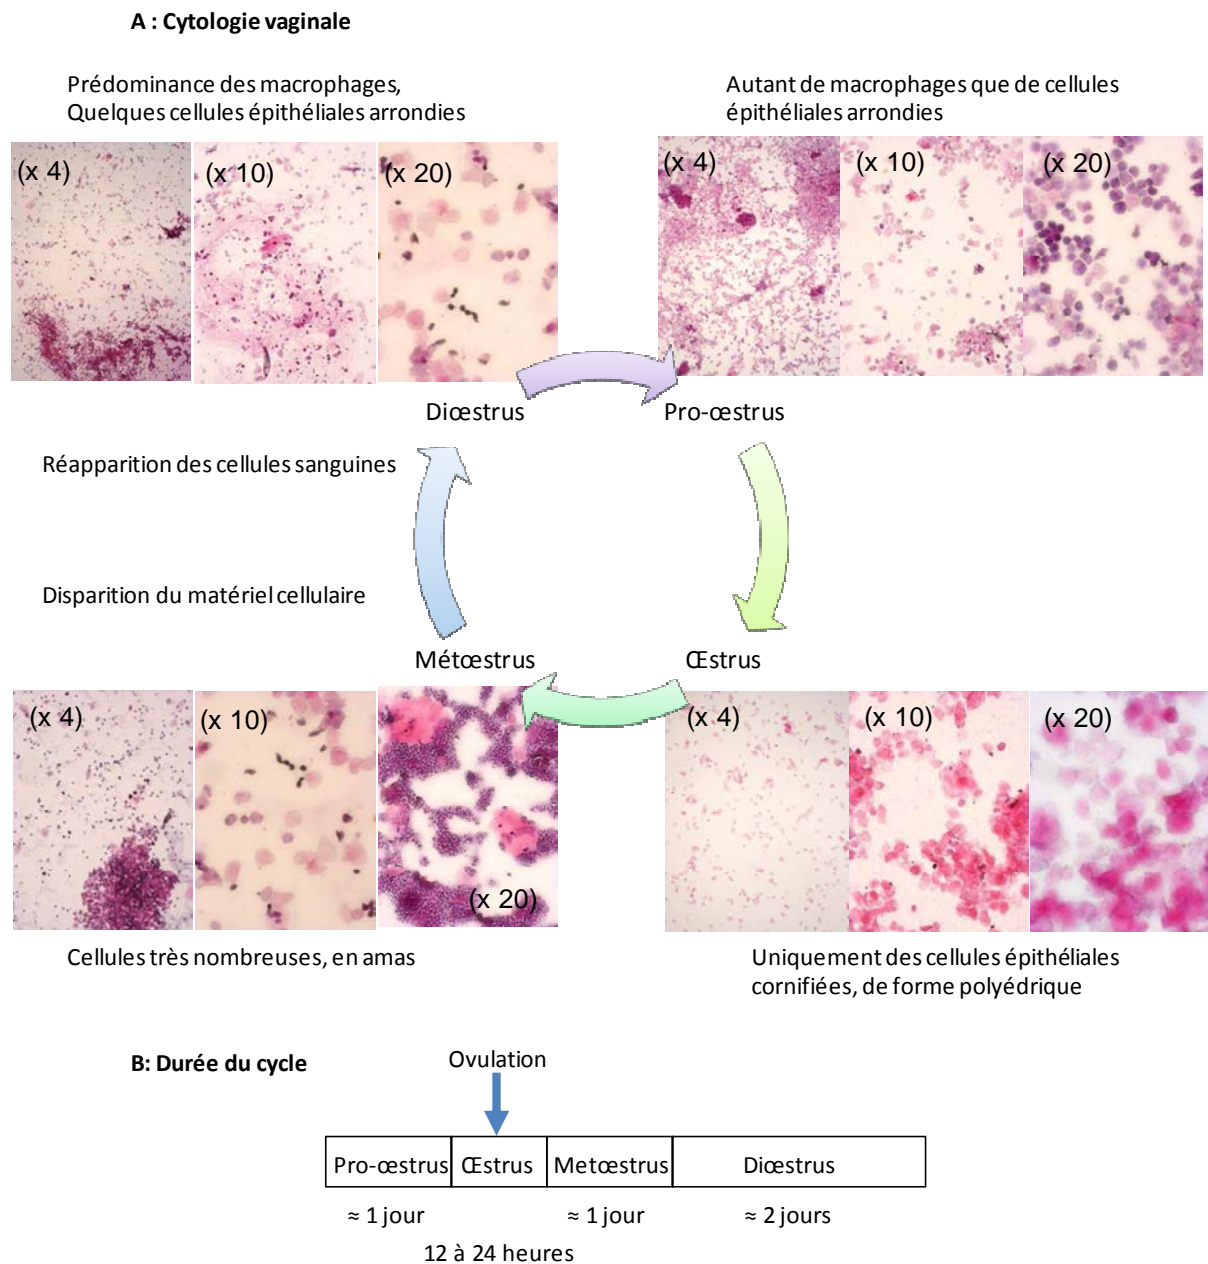 A : Cytologie vaginale
Prédominance des macrophages,
Quelques cellules épithéliales arrondies
Autant de macrophages que de cellules
épithéliales arrondies
(x 4)
(x 10)
(x 20)
(x 4)
(x 10)
(x 20)
Diœstrus
Pro-œstrus
Réapparition des cellules sanguines
Disparition du matériel cellulaire
Métœstrus
Œstrus
(x 4)
(x 10)
(x 20)
(x 4)
(x 10)
(x 20)
Cellules très nombreuses, en amas
Uniquement des cellules épithéliales
cornifiées, de forme polyédrique
B: Durée du cycle
Ovulation
Pro-œstrus
Œstrus
Metœstrus
Diœstrus
≈ 1 jour
≈ 1 jour
≈ 2 jours
12 à 24 heures